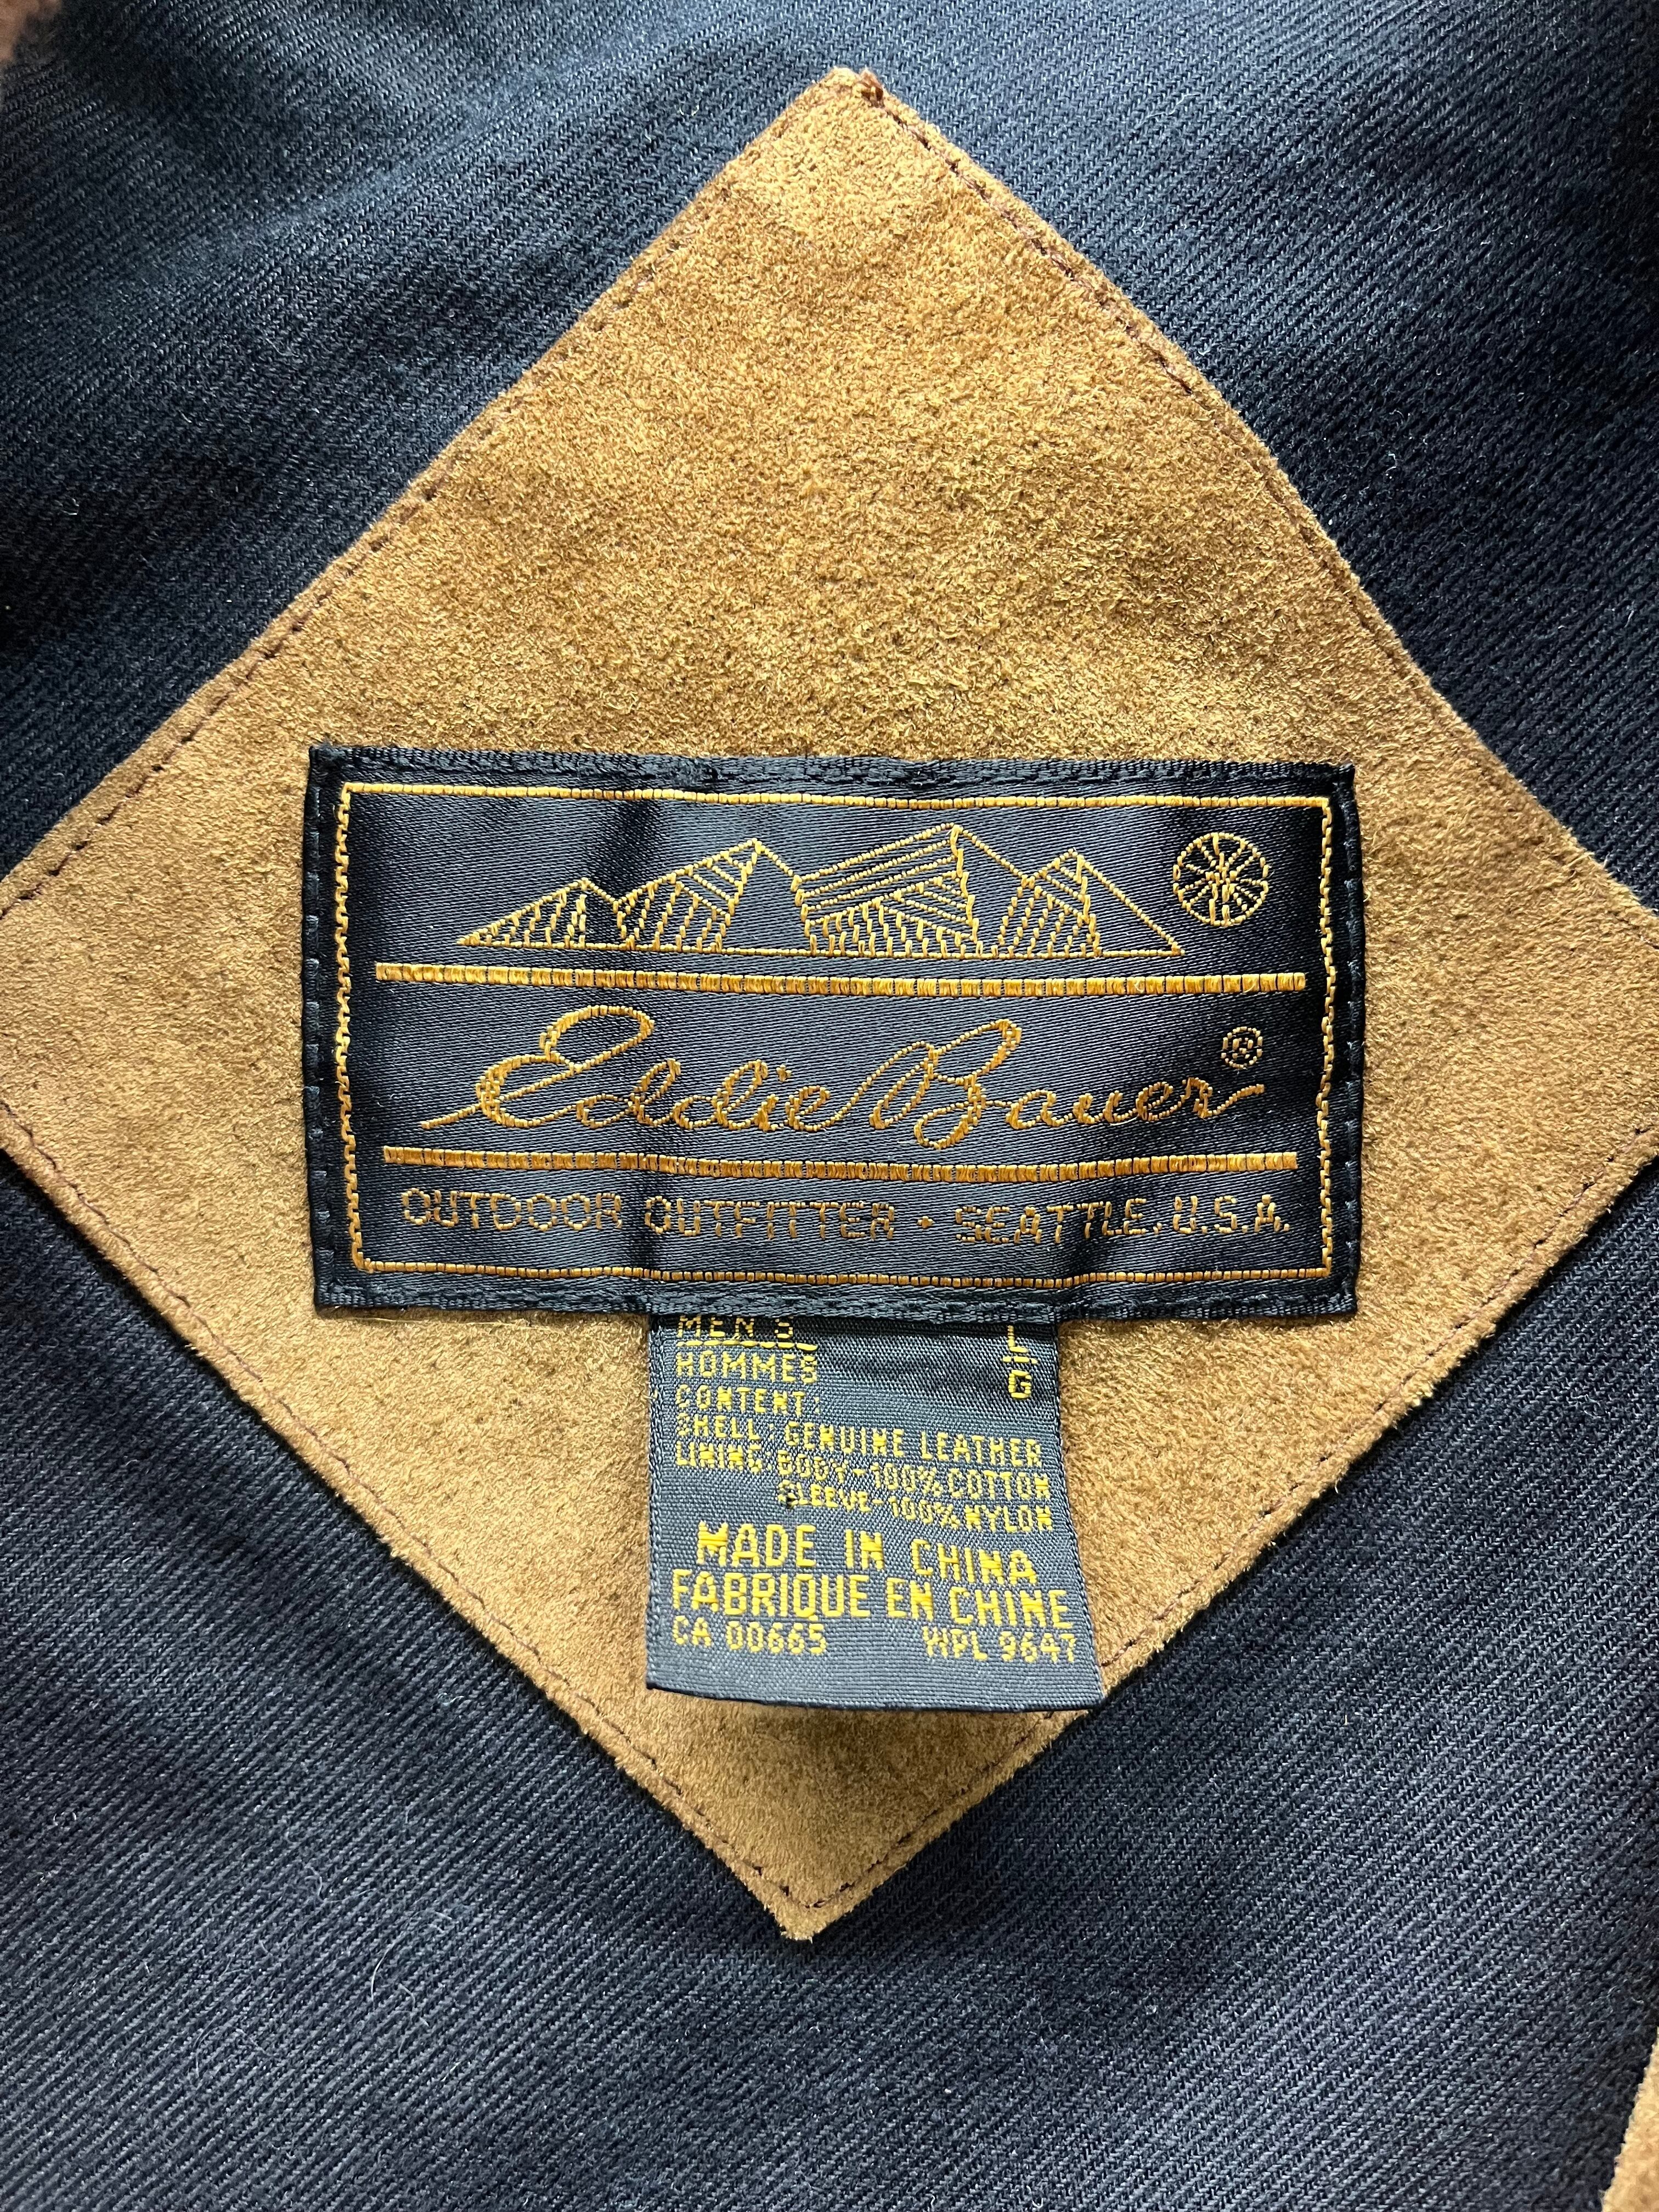 Eddie Bauer®
OUTDOOR OUTFITTER • SEATTLE, U.S.A.
MEN'S L
HOMMES G
CONTENT:
SHELL: GENUINE LEATHER
LINING BODY-100% COTTON
SLEEVE-100% NYLON
MADE IN CHINA
FABRIQUE EN CHINE
CA 00665 WPL 9647